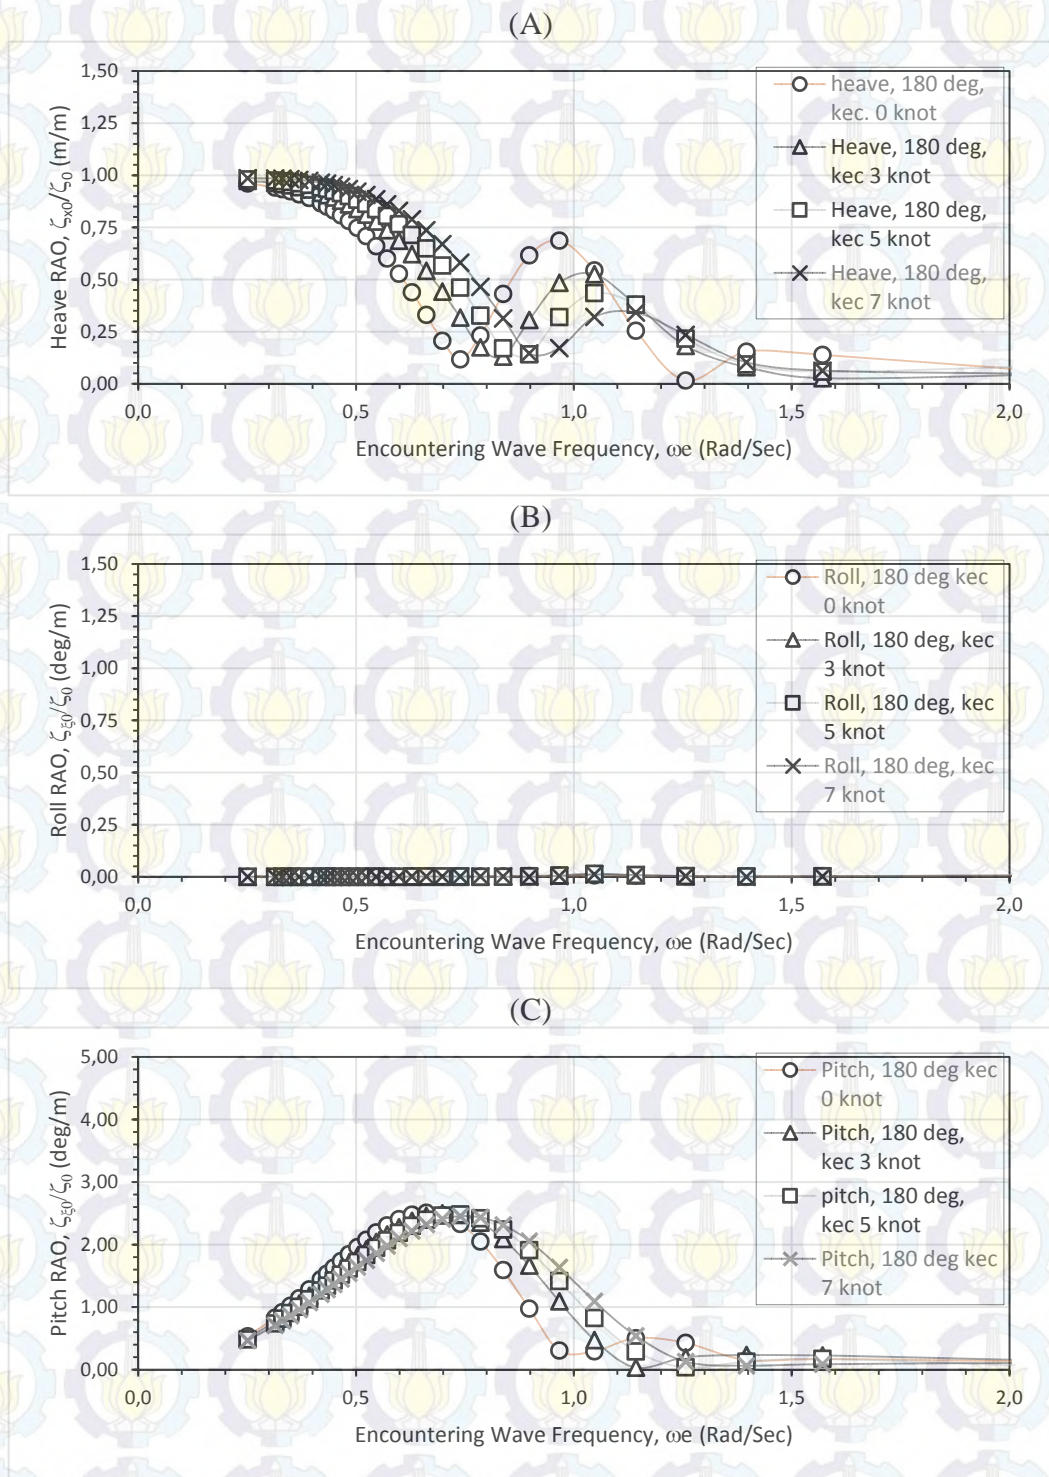 (A)
Heave RAO, ζx0/ζ0 (m/m)
1,50
1,25
1,00
0,75
0,50
0,25
0,00
heave, 180 deg,
kec. 0 knot
Heave, 180 deg,
kec 3 knot
Heave, 180 deg,
kec 5 knot
Heave, 180 deg,
kec 7 knot
0,0 0,5 1,0 1,5 2,0
Encountering Wave Frequency, ωe (Rad/Sec)
(B)
Roll RAO, ζξ0/ζ0 (deg/m)
1,50
1,25
1,00
0,75
0,50
0,25
0,00
Roll, 180 deg kec
0 knot
Roll, 180 deg, kec
3 knot
Roll, 180 deg, kec
5 knot
Roll, 180 deg, kec
7 knot
0,0 0,5 1,0 1,5 2,0
Encountering Wave Frequency, ωe (Rad/Sec)
(C)
Pitch RAO, ζξ0/ζ0 (deg/m)
5,00
4,00
3,00
2,00
1,00
0,00
Pitch, 180 deg kec
0 knot
Pitch, 180 deg,
kec 3 knot
pitch, 180 deg,
kec 5 knot
Pitch, 180 deg kec
7 knot
0,0 0,5 1,0 1,5 2,0
Encountering Wave Frequency, ωe (Rad/Sec)